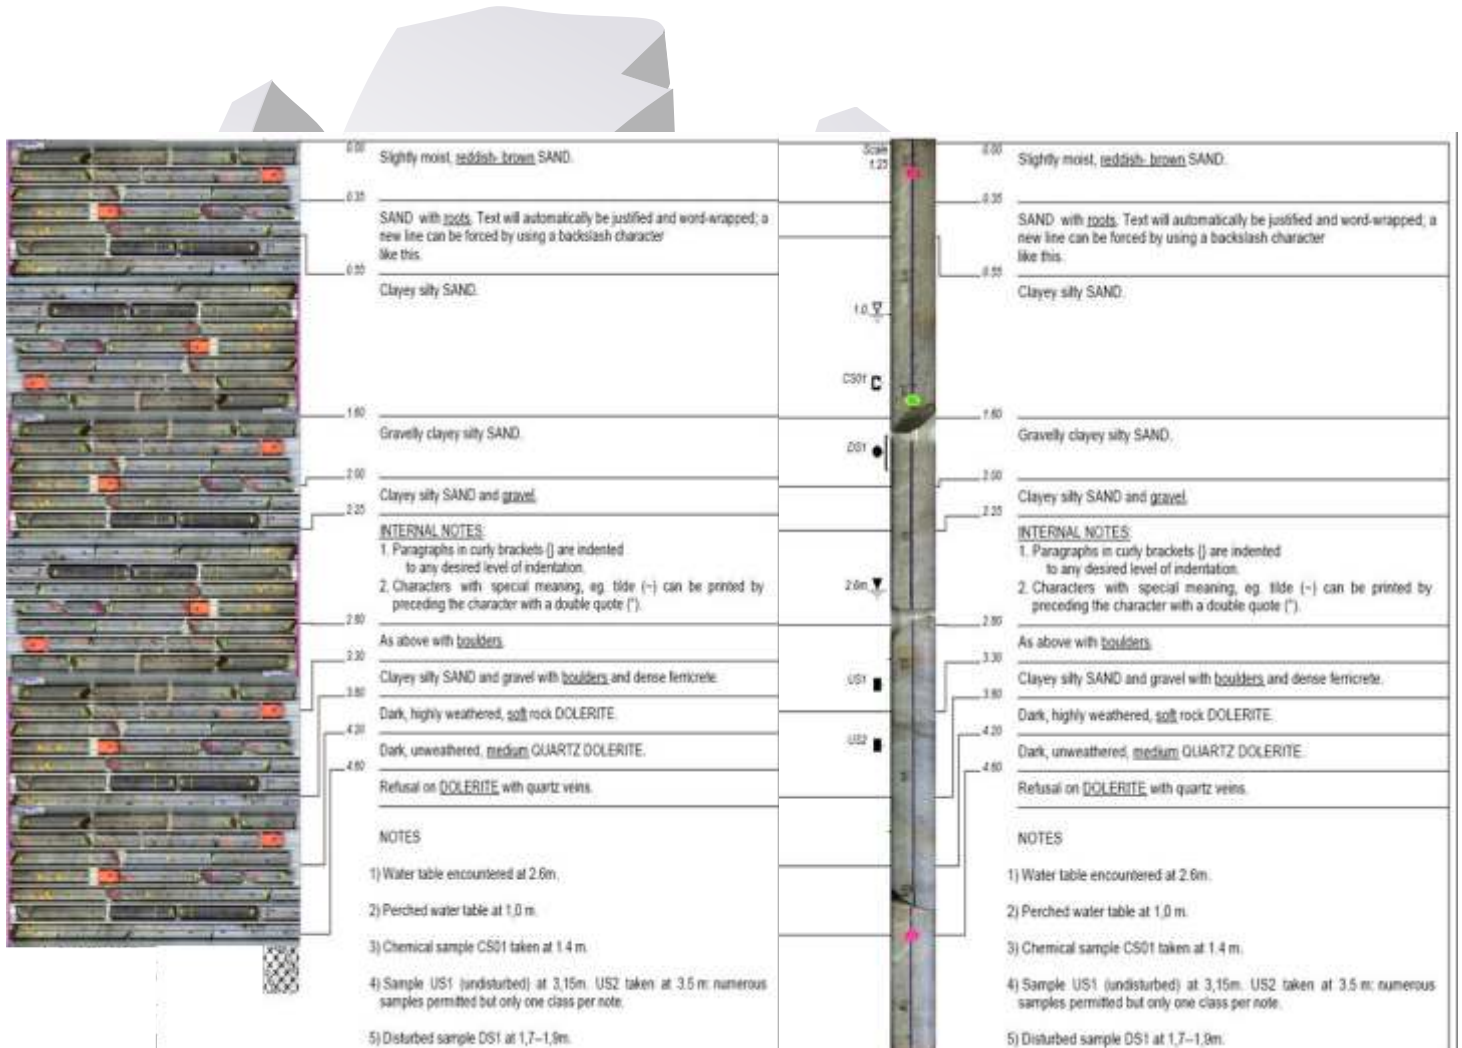 0.00
Slightly moist, reddish- brown SAND.
0.35
SAND with roots. Text will automatically be justified and word-wrapped; a
new line can be forced by using a backslash character
like this.
0.55
Clayey silty SAND.
1.60
Gravelly clayey silty SAND.
2.00
Clayey silty SAND and gravel.
2.25
INTERNAL NOTES:
1. Paragraphs in curly brackets {} are indented
to any desired level of indentation.
2. Characters with special meaning, eg. tilde (~) can be printed by
preceding the character with a double quote (").
2.80
As above with boulders.
3.30
Clayey silty SAND and gravel with boulders and dense ferricrete.
3.80
Dark, highly weathered, soft rock DOLERITE.
4.20
Dark, unweathered, medium QUARTZ DOLERITE.
4.60
Refusal on DOLERITE with quartz veins.
NOTES
1) Water table encountered at 2.6m.
2) Perched water table at 1,0 m.
3) Chemical sample CS01 taken at 1.4 m.
4) Sample US1 (undisturbed) at 3,15m. US2 taken at 3.5 m: numerous
samples permitted but only one class per note.
5) Disturbed sample DS1 at 1,7–1,9m.
Scale
1:25
1.0
CS01
DS1
2.6m
US1
US2
0.00
Slightly moist, reddish- brown SAND.
0.35
SAND with roots. Text will automatically be justified and word-wrapped; a
new line can be forced by using a backslash character
like this.
0.55
Clayey silty SAND.
1.60
Gravelly clayey silty SAND.
2.00
Clayey silty SAND and gravel.
2.25
INTERNAL NOTES:
1. Paragraphs in curly brackets {} are indented
to any desired level of indentation.
2. Characters with special meaning, eg. tilde (~) can be printed by
preceding the character with a double quote (").
2.80
As above with boulders.
3.30
Clayey silty SAND and gravel with boulders and dense ferricrete.
3.80
Dark, highly weathered, soft rock DOLERITE.
4.20
Dark, unweathered, medium QUARTZ DOLERITE.
4.60
Refusal on DOLERITE with quartz veins.
NOTES
1) Water table encountered at 2.6m.
2) Perched water table at 1,0 m.
3) Chemical sample CS01 taken at 1.4 m.
4) Sample US1 (undisturbed) at 3,15m. US2 taken at 3.5 m: numerous
samples permitted but only one class per note.
5) Disturbed sample DS1 at 1,7–1,9m.